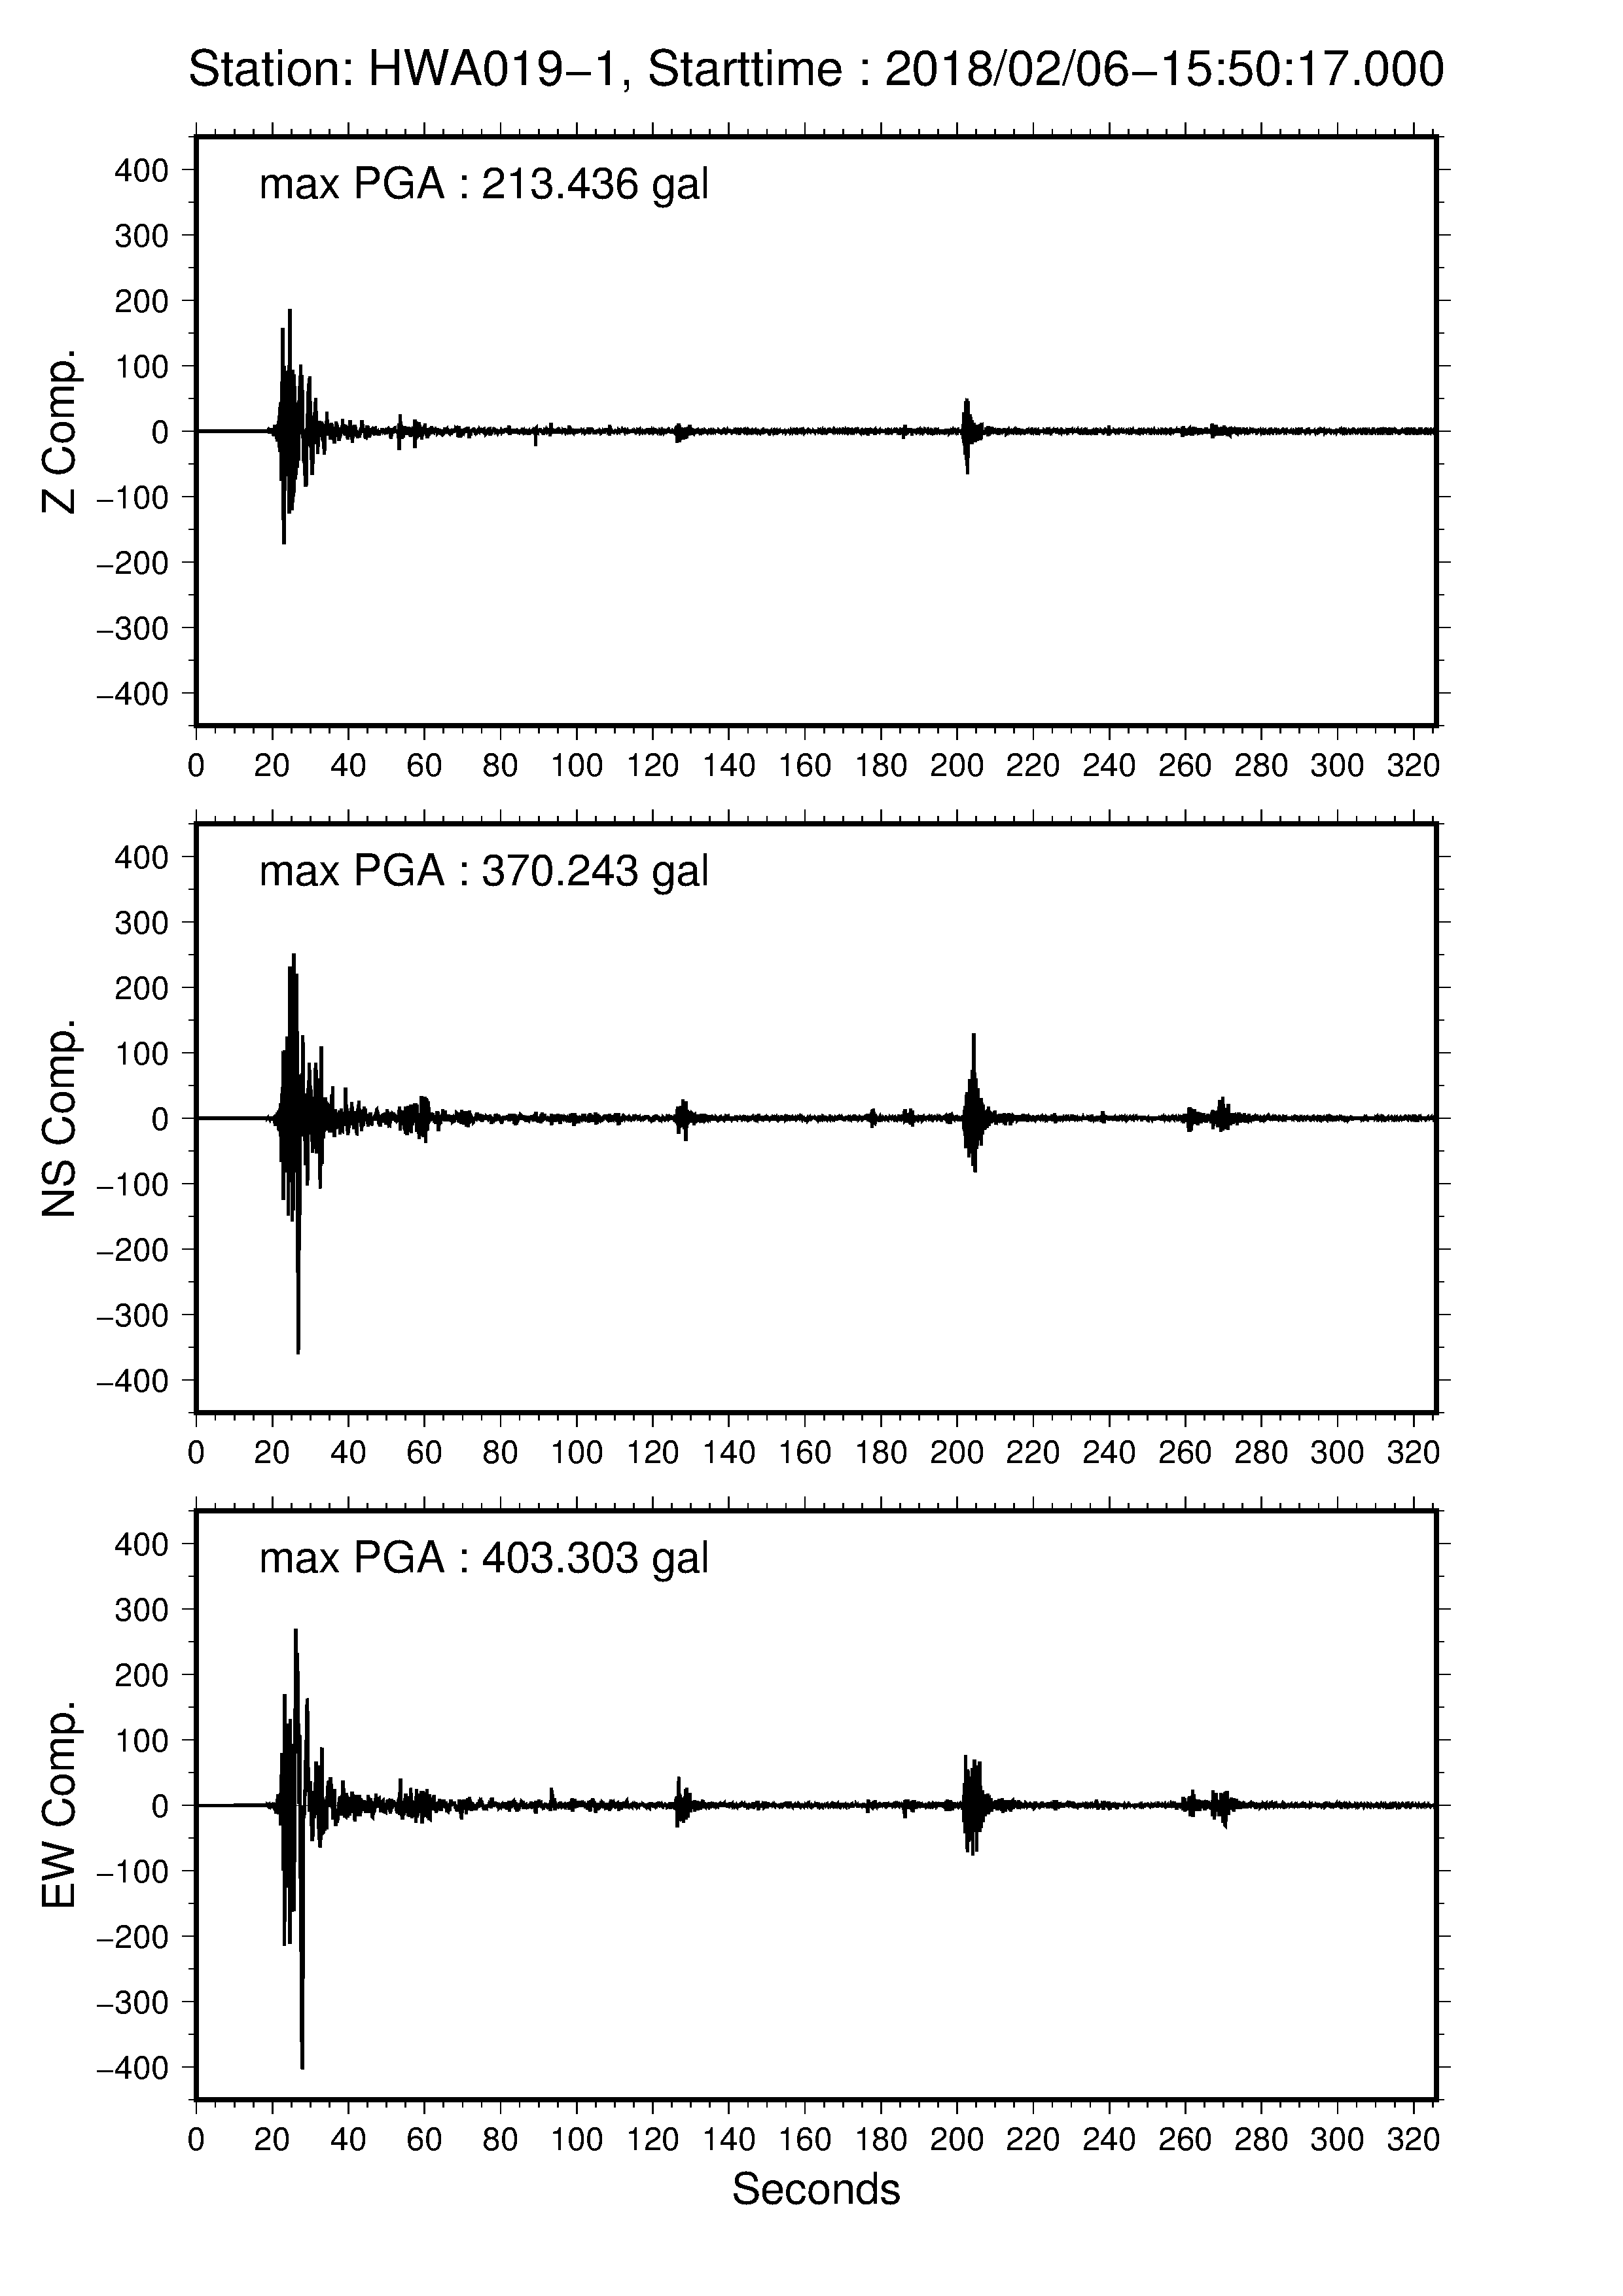 Station: HWA019−1, Starttime : 2018/02/06−15:50:17.000
max PGA : 213.436 gal
Z Comp.
400
300
200
100
0
−100
−200
−300
−400
0 20 40 60 80 100 120 140 160 180 200 220 240 260 280 300 320
max PGA : 370.243 gal
NS Comp.
400
300
200
100
0
−100
−200
−300
−400
0 20 40 60 80 100 120 140 160 180 200 220 240 260 280 300 320
max PGA : 403.303 gal
EW Comp.
400
300
200
100
0
−100
−200
−300
−400
0 20 40 60 80 100 120 140 160 180 200 220 240 260 280 300 320
Seconds